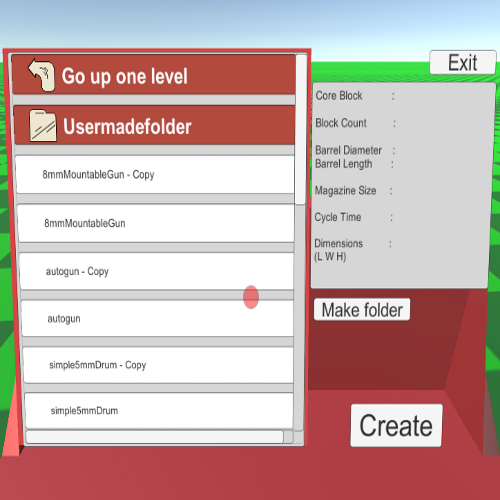 Go up one level
Usermadefolder
8mmMountableGun - Copy
8mmMountableGun
autogun - Copy
autogun
simple5mmDrum - Copy
simple5mmDrum
Exit
Core Block :
Block Count :
Barrel Diameter :
Barrel Length :
Magazine Size :
Cycle Time :
Dimensions :
(L W H)
Make folder
Create